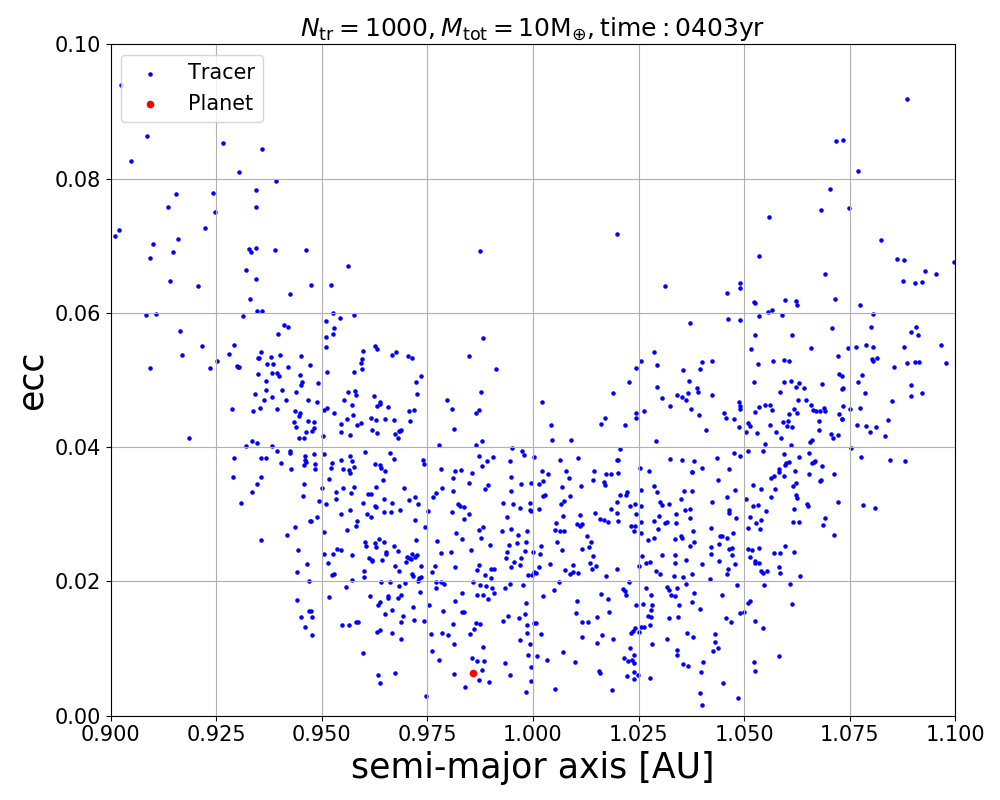 N_tr = 1000, M_tot = 10M_⊕, time : 0403yr
Tracer
Planet
ecc
0.10
0.08
0.06
0.04
0.02
0.00
0.900 0.925 0.950 0.975 1.000 1.025 1.050 1.075 1.100
semi-major axis [AU]